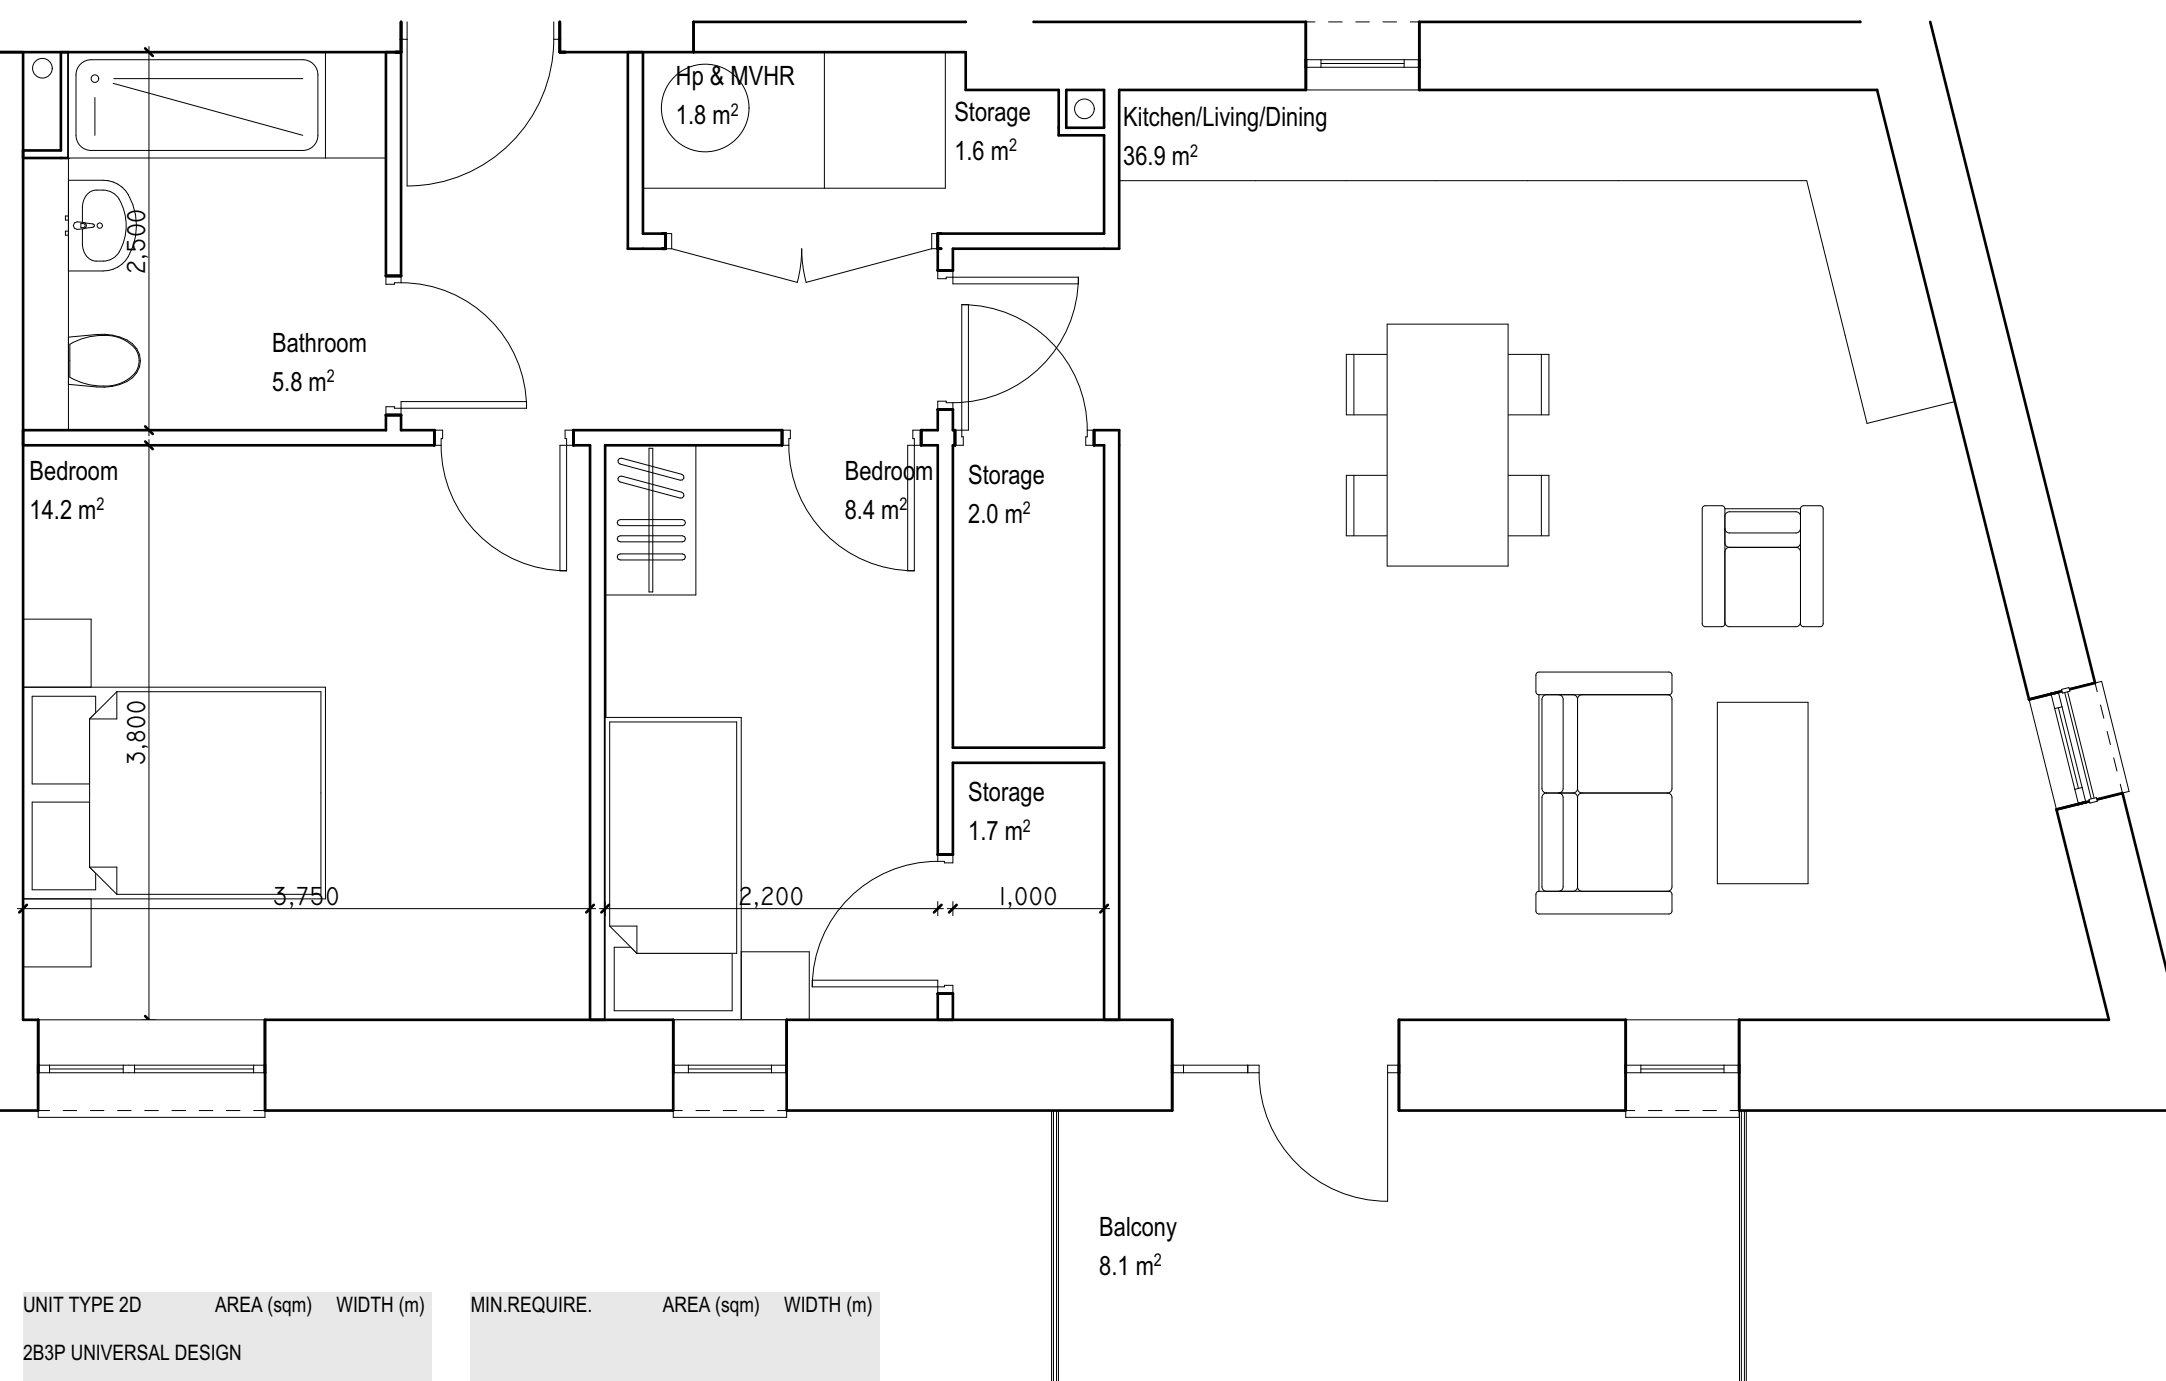 Hp & MVHR
1.8 m²
Storage
1.6 m²
Kitchen/Living/Dining
36.9 m²
2,500
Bathroom
5.8 m²
Bedroom
14.2 m²
Bedroom
8.4 m²
Storage
2.0 m²
3,800
Storage
1.7 m²
3,750
2,200
1,000
Balcony
8.1 m²
UNIT TYPE 2D AREA (sqm) WIDTH (m)
2B3P UNIVERSAL DESIGN
MIN.REQUIRE. AREA (sqm) WIDTH (m)